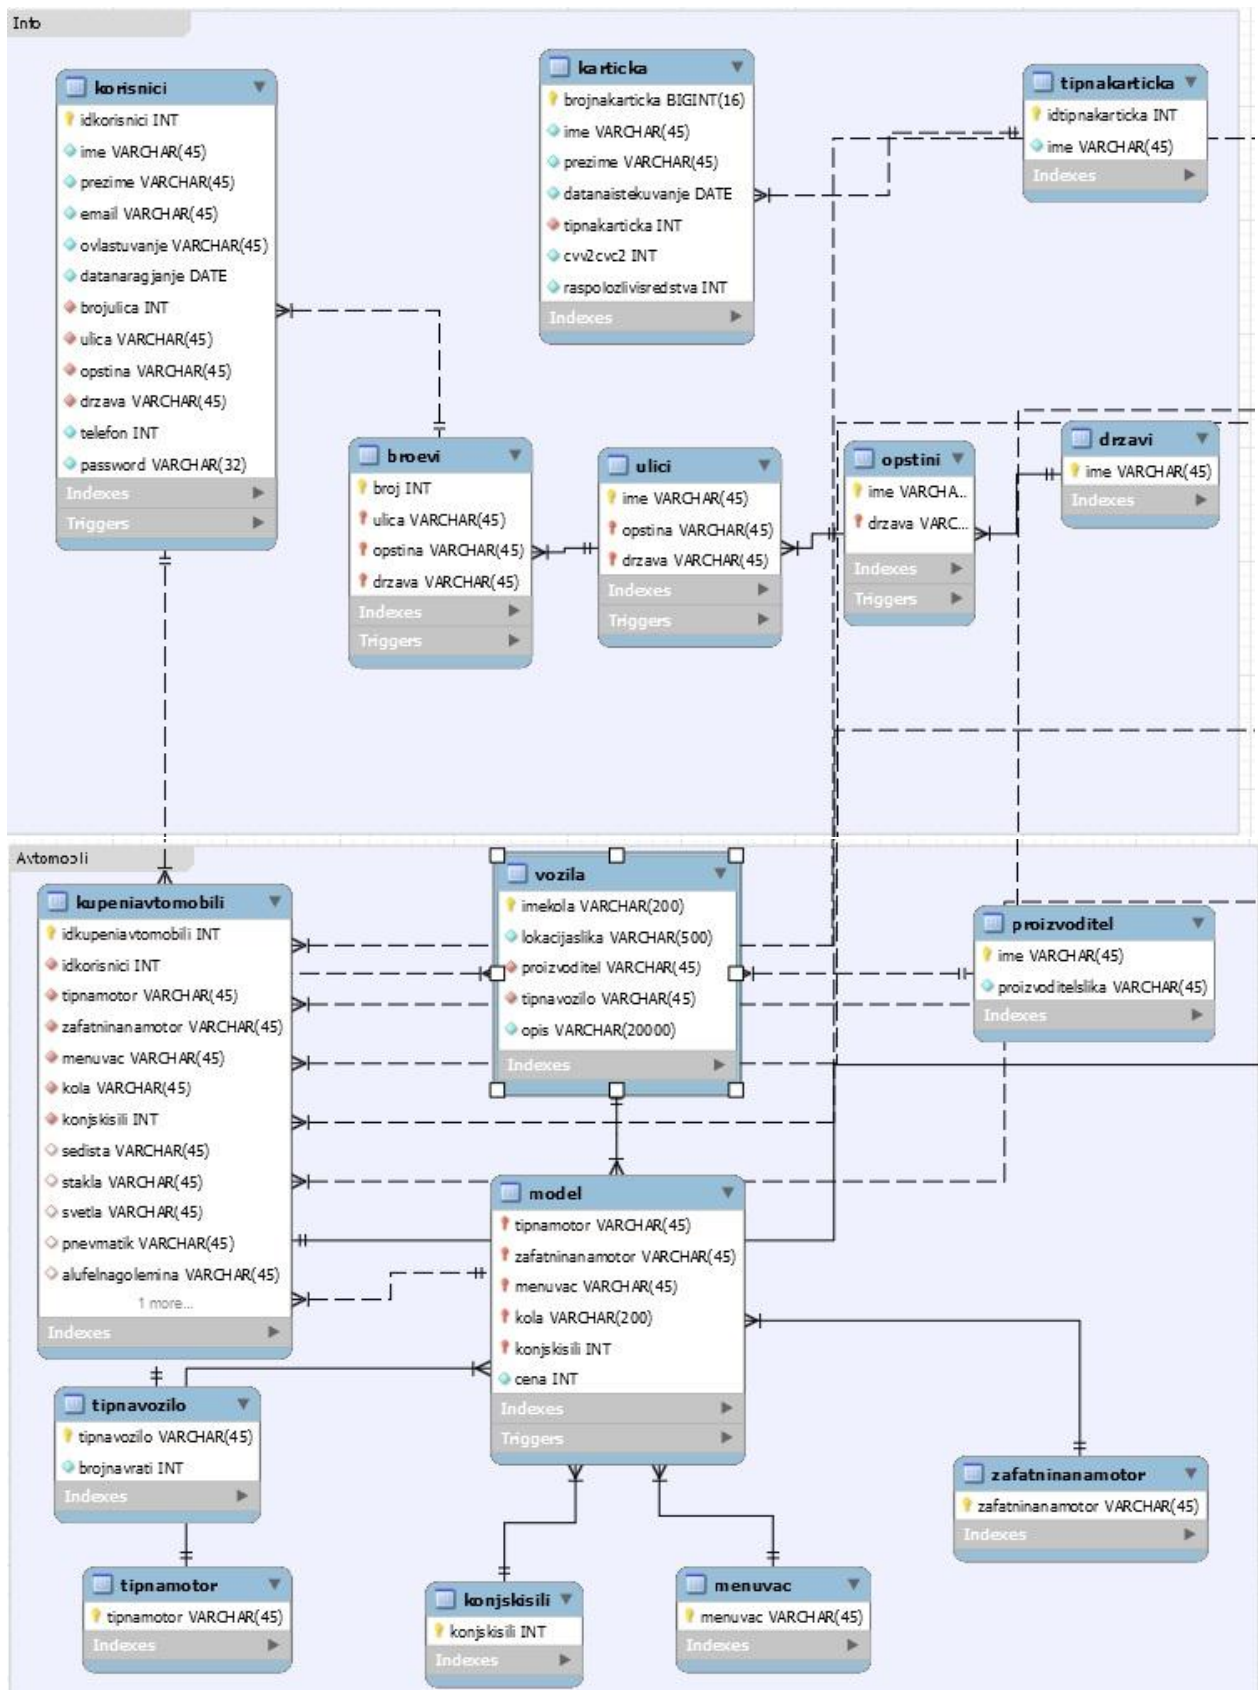 Info
korisnici
idkorisnici INT
ime VARCHAR(45)
prezime VARCHAR(45)
email VARCHAR(45)
ovlastuvanje VARCHAR(45)
datanaragjanje DATE
brojulica INT
ulica VARCHAR(45)
opstina VARCHAR(45)
drzava VARCHAR(45)
telefon INT
password VARCHAR(32)
Indexes
Triggers
karticka
brojnakarticka BIGINT(16)
ime VARCHAR(45)
prezime VARCHAR(45)
datanaistekuvanje DATE
tipnakarticka INT
cvv2cvc2 INT
raspolozlivisredstva INT
Indexes
tipnakarticka
idtipnakarticka INT
ime VARCHAR(45)
Indexes
broevi
broj INT
ulica VARCHAR(45)
opstina VARCHAR(45)
drzava VARCHAR(45)
Indexes
Triggers
ulici
ime VARCHAR(45)
opstina VARCHAR(45)
drzava VARCHAR(45)
Indexes
Triggers
opstini
ime VARCHA...
drzava VARC...
Indexes
Triggers
drzavi
ime VARCHAR(45)
Indexes
Avtomobili
kupeniavtomobili
idkupeniavtomobili INT
idkorisnici INT
tipnamotor VARCHAR(45)
zafatninanamotor VARCHAR(45)
menuvac VARCHAR(45)
kola VARCHAR(45)
konjskisili INT
sedista VARCHAR(45)
stakla VARCHAR(45)
svetla VARCHAR(45)
pnevmatik VARCHAR(45)
alufelnagolemina VARCHAR(45)
1 more...
Indexes
vozila
imekola VARCHAR(200)
lokacijaslika VARCHAR(500)
proizvoditel VARCHAR(45)
tipnavozilo VARCHAR(45)
opis VARCHAR(20000)
Indexes
proizvoditel
ime VARCHAR(45)
proizvoditelslika VARCHAR(45)
Indexes
model
tipnamotor VARCHAR(45)
zafatninanamotor VARCHAR(45)
menuvac VARCHAR(45)
kola VARCHAR(200)
konjskisili INT
cena INT
Indexes
Triggers
tipnavozilo
tipnavozilo VARCHAR(45)
brojnavrati INT
Indexes
zafatninanamotor
zafatninanamotor VARCHAR(45)
Indexes
tipnamotor
tipnamotor VARCHAR(45)
Indexes
konjskisili
konjskisili INT
Indexes
menuvac
menuvac VARCHAR(45)
Indexes